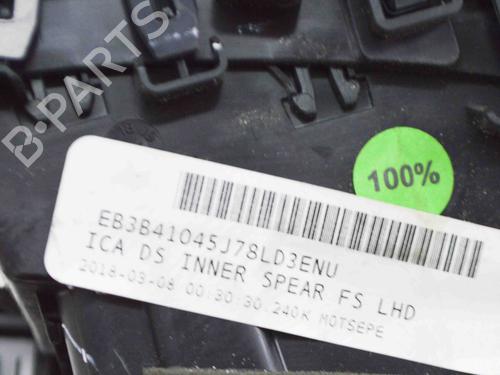 B-PARTS
100%
EB3B41045J78LD3ENU
ICA DS INNER SPEAR FS LHD
2018-03-08 00:30:30.240K MOTSEPE